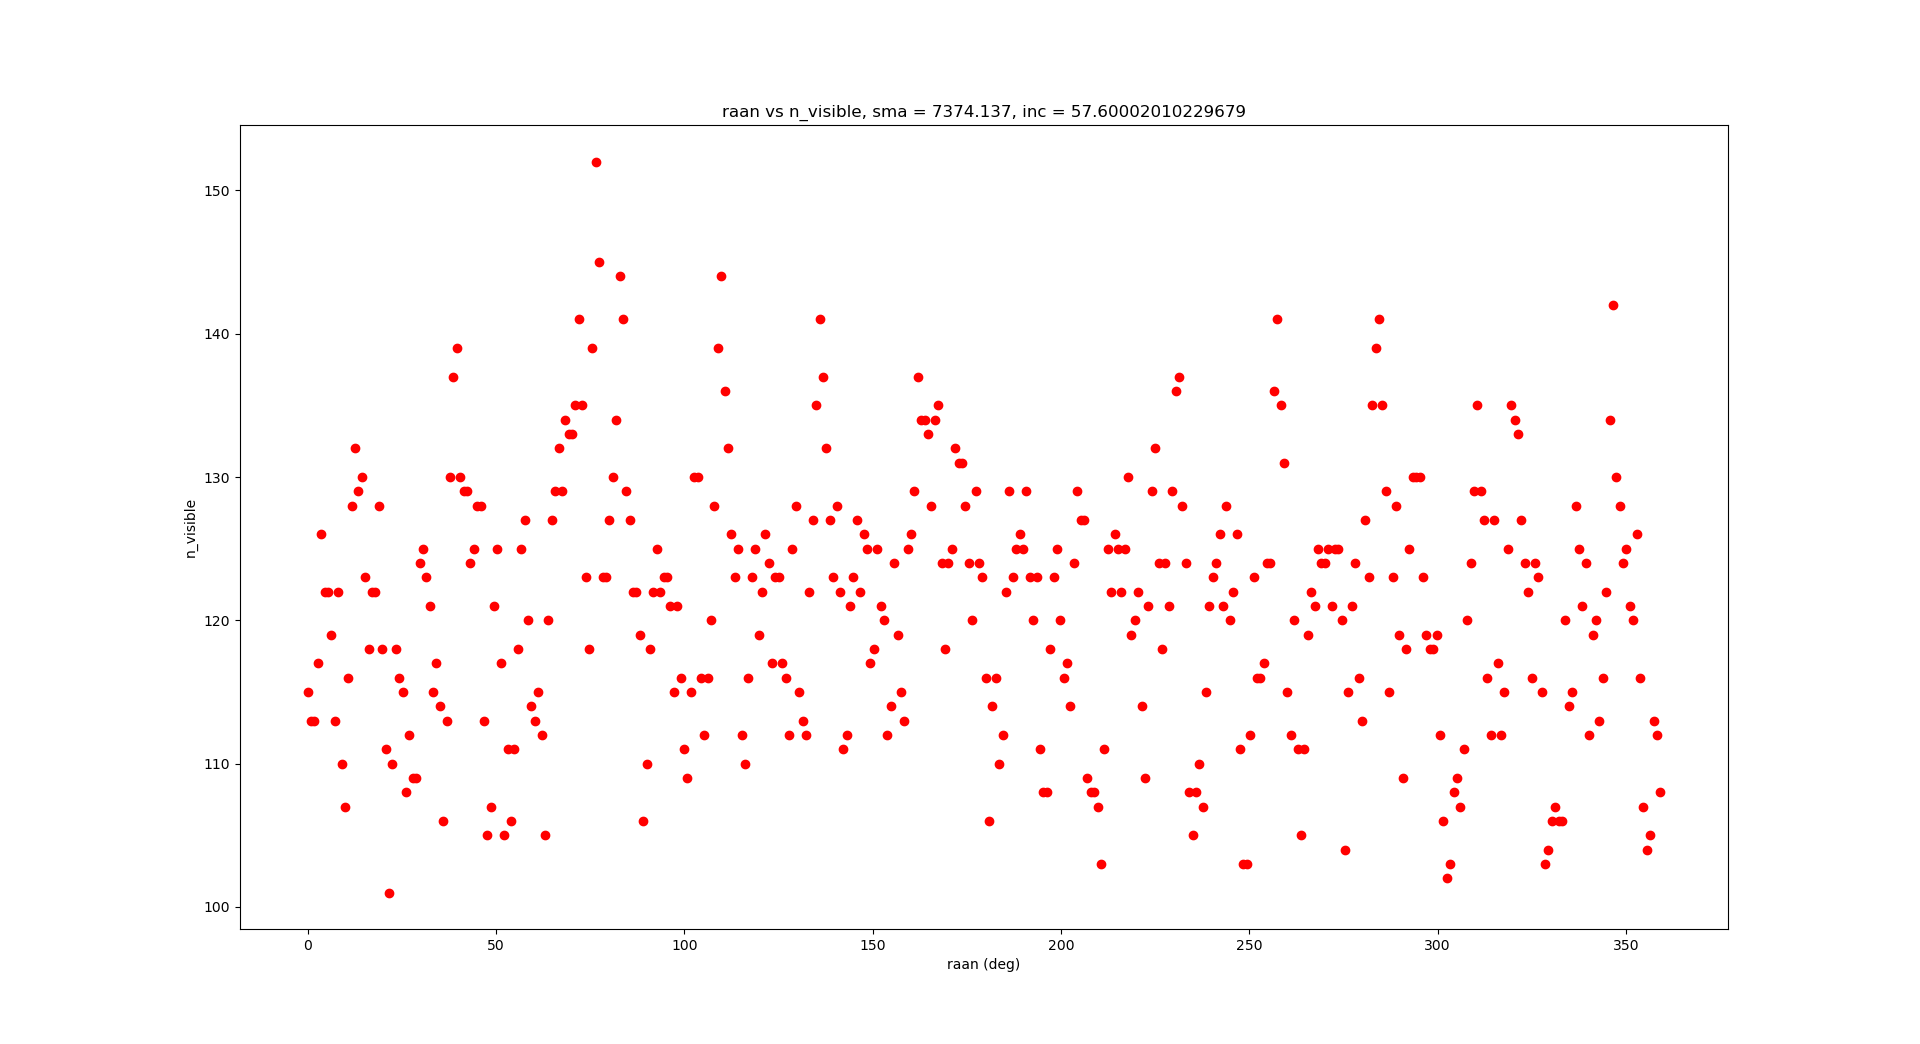 raan vs n_visible, sma = 7374.137, inc = 57.60002010229679
150
140
130
120
110
100
n_visible
0 50 100 150 200 250 300 350
raan (deg)